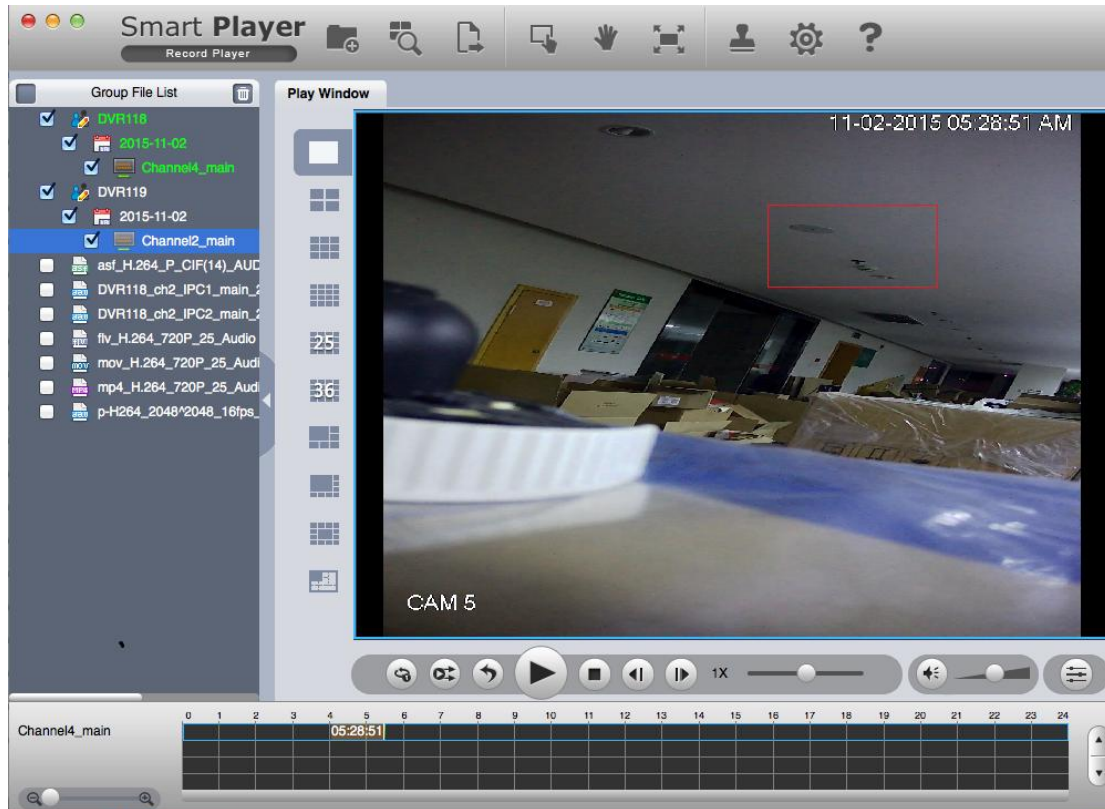 Smart Player
Record Player
Group File List
Play Window
DVR118
2015-11-02
Channel4_main
DVR119
2015-11-02
Channel2_main
asf_H.264_P_CIF(14)_AUD
DVR118_ch2_IPC1_main_2
DVR118_ch2_IPC2_main_2
flv_H.264_720P_25_Audio
mov_H.264_720P_25_Audi
mp4_H.264_720P_25_Audi
p-H264_2048^2048_16fps_
25
36
11-02-2015 05:28:51 AM
CAM 5
1X
0 1 2 3 4 5 6 7 8 9 10 11 12 13 14 15 16 17 18 19 20 21 22 23 24
Channel4_main
05:28:51